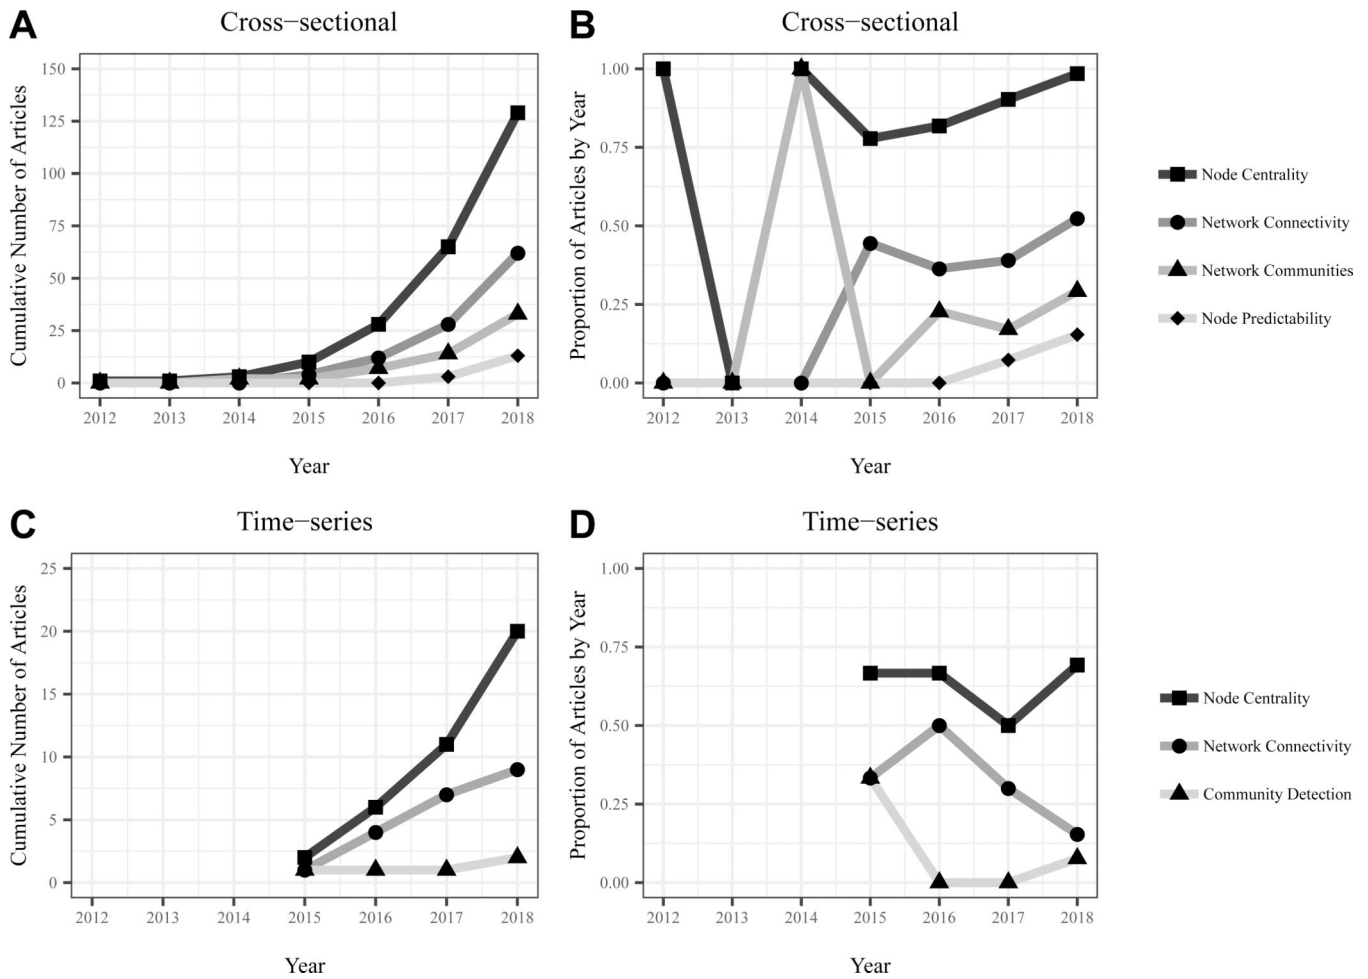 A
Cross−sectional
Cumulative Number of Articles
150
125
100
75
50
25
0
2012 2013 2014 2015 2016 2017 2018
Year
B
Cross−sectional
Proportion of Articles by Year
1.00
0.75
0.50
0.25
0.00
2012 2013 2014 2015 2016 2017 2018
Year
Node Centrality
Network Connectivity
Network Communities
Node Predictability
C
Time−series
Cumulative Number of Articles
25
20
15
10
5
0
2012 2013 2014 2015 2016 2017 2018
Year
D
Time−series
Proportion of Articles by Year
1.00
0.75
0.50
0.25
0.00
2012 2013 2014 2015 2016 2017 2018
Year
Node Centrality
Network Connectivity
Community Detection